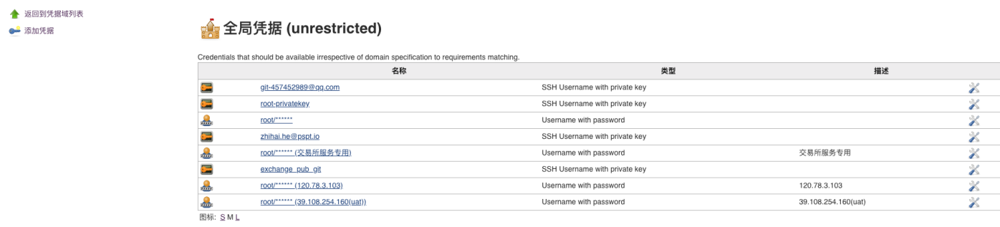 返回到凭据域列表
添加凭据
全局凭据 (unrestricted)
Credentials that should be available irrespective of domain specification to requirements matching.
名称 类型 描述
git-457452989@qq.com SSH Username with private key
root-privatekey SSH Username with private key
root/****** Username with password
zhihai.he@pspt.io SSH Username with private key
root/****** (交易所服务专用) Username with password 交易所服务专用
exchange_pub_git SSH Username with private key
root/****** (120.78.3.103) Username with password 120.78.3.103
root/****** (39.108.254.160(uat)) Username with password 39.108.254.160(uat)
图标: S M L